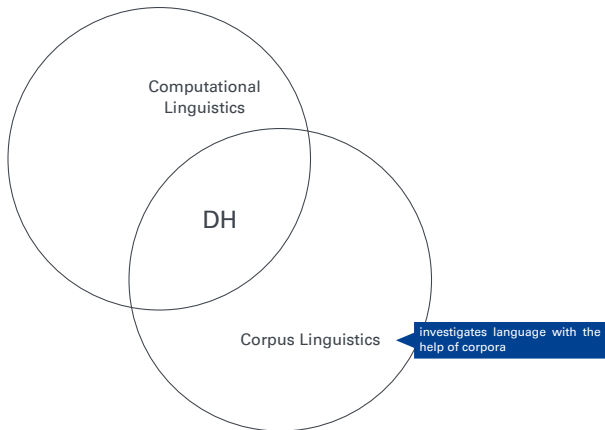 Computational
Linguistics
DH
Corpus Linguistics
investigates language with the
help of corpora